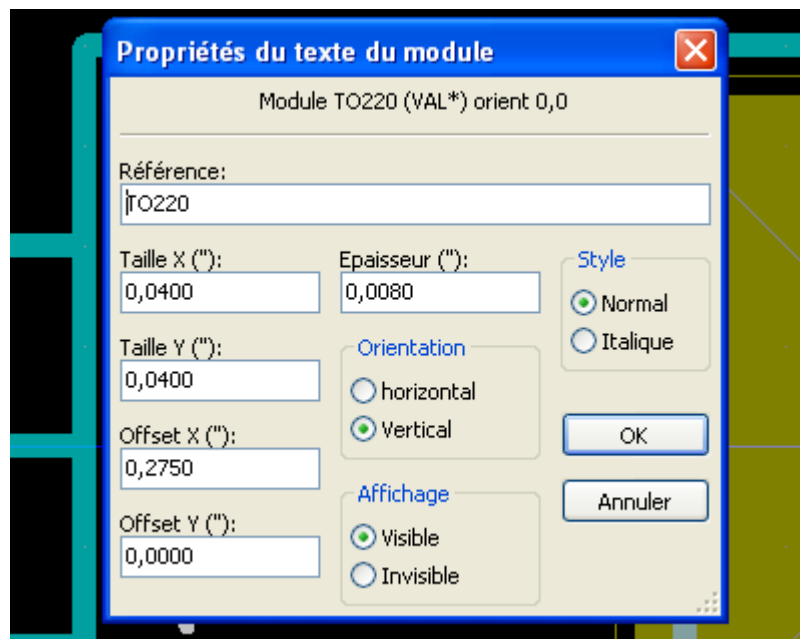 Propriétés du texte du module
Module TO220 (VAL*) orient 0,0
Référence:
TO220
Taille X ("):
0,0400
Epaisseur ("):
0,0080
Style
Normal
Italique
Taille Y ("):
0,0400
Orientation
horizontal
Vertical
Offset X ("):
0,2750
OK
Affichage
Visible
Invisible
Annuler
Offset Y ("):
0,0000